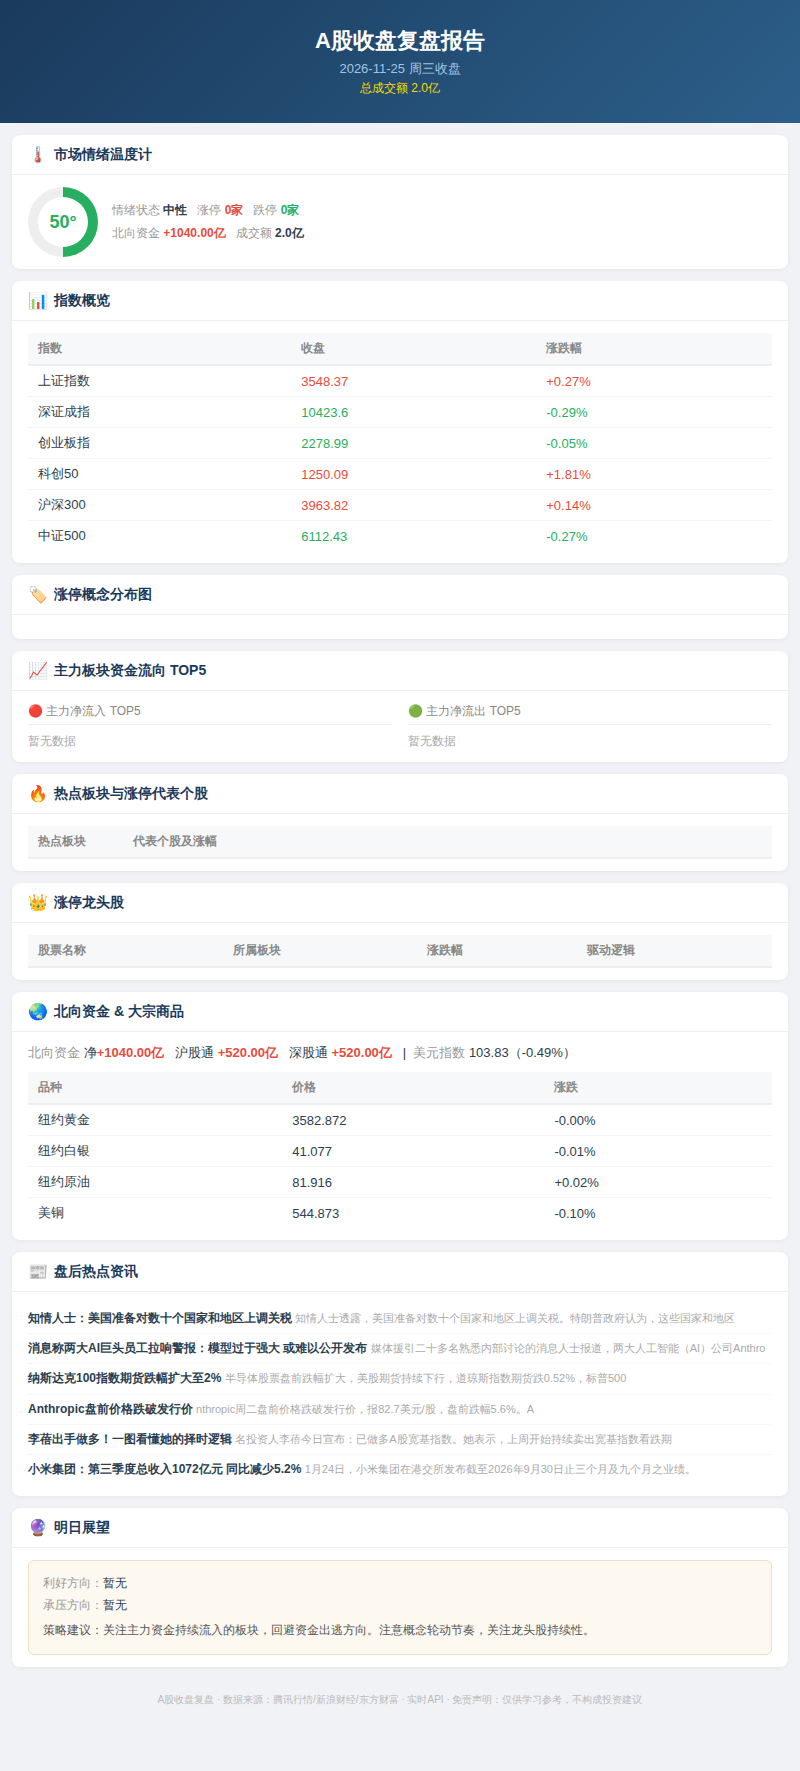 A股收盘复盘报告
2026-11-25 周三收盘
总成交额 2.0亿
🌡️ 市场情绪温度计
50°
情绪状态 中性 涨停 0家 跌停 0家
北向资金 +1040.00亿 成交额 2.0亿
📊 指数概览
指数 收盘 涨跌幅
上证指数 3548.37 +0.27%
深证成指 10423.6 -0.29%
创业板指 2278.99 -0.05%
科创50 1250.09 +1.81%
沪深300 3963.82 +0.14%
中证500 6112.43 -0.27%
🏷️ 涨停概念分布图
📈 主力板块资金流向 TOP5
🔴 主力净流入 TOP5 🟢 主力净流出 TOP5
暂无数据 暂无数据
🔥 热点板块与涨停代表个股
热点板块 代表个股及涨幅
👑 涨停龙头股
股票名称 所属板块 涨跌幅 驱动逻辑
🌏 北向资金 & 大宗商品
北向资金 净+1040.00亿 沪股通 +520.00亿 深股通 +520.00亿 | 美元指数 103.83（-0.49%）
品种 价格 涨跌
纽约黄金 3582.872 -0.00%
纽约白银 41.077 -0.01%
纽约原油 81.916 +0.02%
美铜 544.873 -0.10%
📰 盘后热点资讯
知情人士：美国准备对数十个国家和地区上调关税 知情人士透露，美国准备对数十个国家和地区上调关税。特朗普政府认为，这些国家和地区
消息称两大AI巨头员工拉响警报：模型过于强大 或难以公开发布 媒体援引二十多名熟悉内部讨论的消息人士报道，两大人工智能（AI）公司Anthro
纳斯达克100指数期货跌幅扩大至2% 半导体股票盘前跌幅扩大，美股期货持续下行，道琼斯指数期货跌0.52%，标普500
Anthropic盘前价格跌破发行价 nthropic周二盘前价格跌破发行价，报82.7美元/股，盘前跌幅5.6%。A
李蓓出手做多！一图看懂她的择时逻辑 名投资人李蓓今日宣布：已做多A股宽基指数。她表示，上周开始持续卖出宽基指数看跌期
小米集团：第三季度总收入1072亿元 同比减少5.2% 1月24日，小米集团在港交所发布截至2026年9月30日止三个月及九个月之业绩。
🔮 明日展望
利好方向：暂无
承压方向：暂无
策略建议：关注主力资金持续流入的板块，回避资金出逃方向。注意概念轮动节奏，关注龙头股持续性。
A股收盘复盘 · 数据来源：腾讯行情/新浪财经/东方财富 · 实时API · 免责声明：仅供学习参考，不构成投资建议